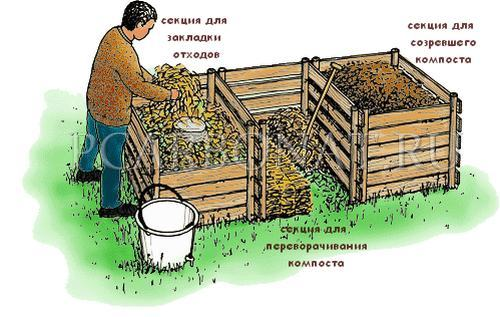 секция для
закладки
отходов
секция для
созревшего
компоста
секция для
переворачивания
компоста